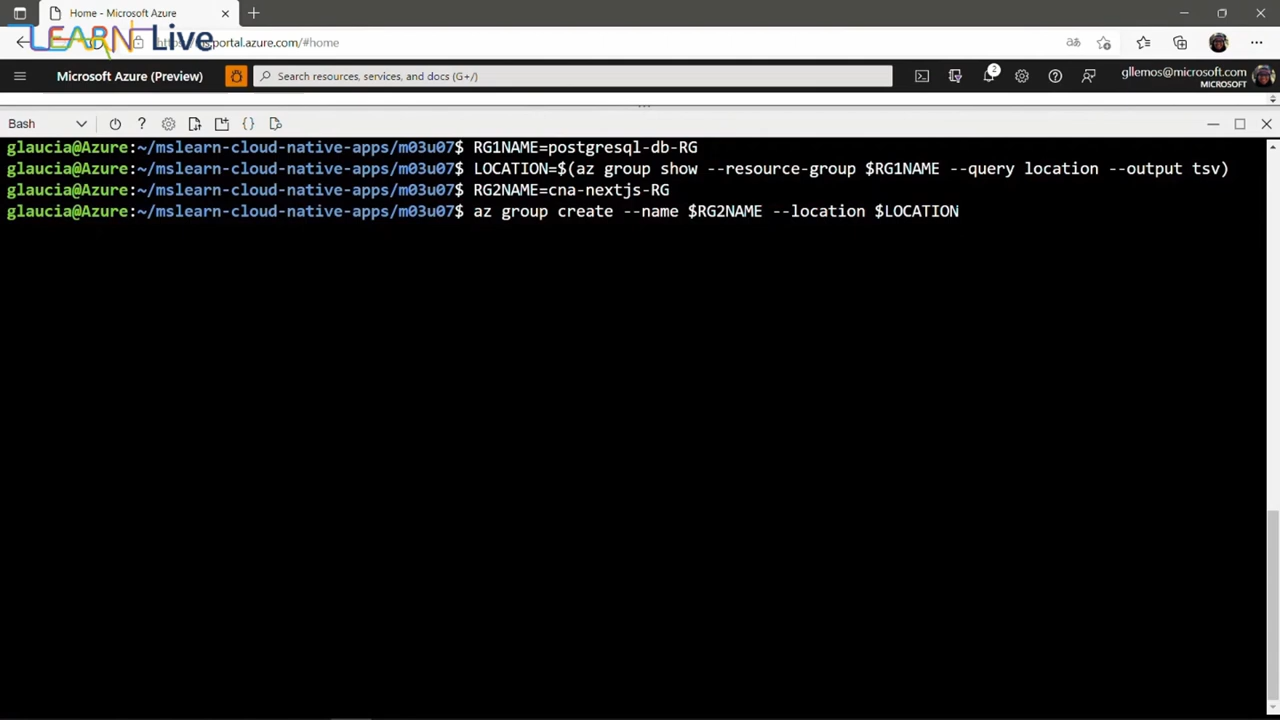 Home - Microsoft Azure
LEARN Live
portal.azure.com/#home
Microsoft Azure (Preview)
Search resources, services, and docs (G+/)
2
gllemos@microsoft.com
MICROSOFT
Bash
glaucia@Azure:~/mslearn-cloud-native-apps/m03u07$ RG1NAME=postgresql-db-RG
glaucia@Azure:~/mslearn-cloud-native-apps/m03u07$ LOCATION=$(az group show --resource-group $RG1NAME --query location --output tsv)
glaucia@Azure:~/mslearn-cloud-native-apps/m03u07$ RG2NAME=cna-nextjs-RG
glaucia@Azure:~/mslearn-cloud-native-apps/m03u07$ az group create --name $RG2NAME --location $LOCATION